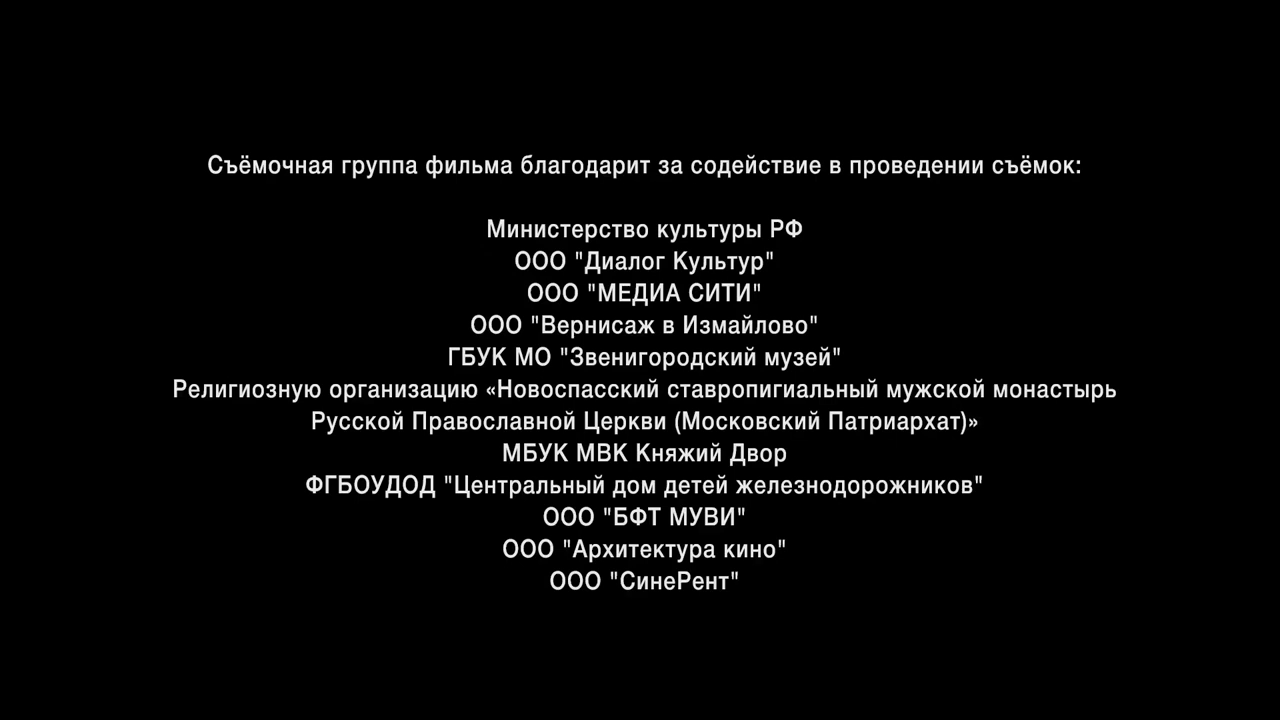 Съёмочная группа фильма благодарит за содействие в проведении съёмок:
Министерство культуры РФ
ООО "Диалог Культур"
ООО "МЕДИА СИТИ"
ООО "Вернисаж в Измайлово"
ГБУК МО "Звенигородский музей"
Религиозную организацию «Новоспасский ставропигиальный мужской монастырь
Русской Православной Церкви (Московский Патриархат)»
МБУК МВК Княжий Двор
ФГБОУДОД "Центральный дом детей железнодорожников"
ООО "БФТ МУВИ"
ООО "Архитектура кино"
ООО "СинеРент"